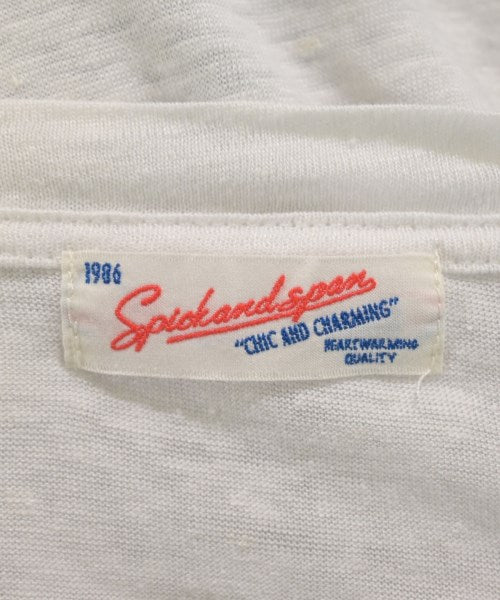 1986
Spickandspan
"CHIC AND CHARMING"
HEARTWARMING
QUALITY